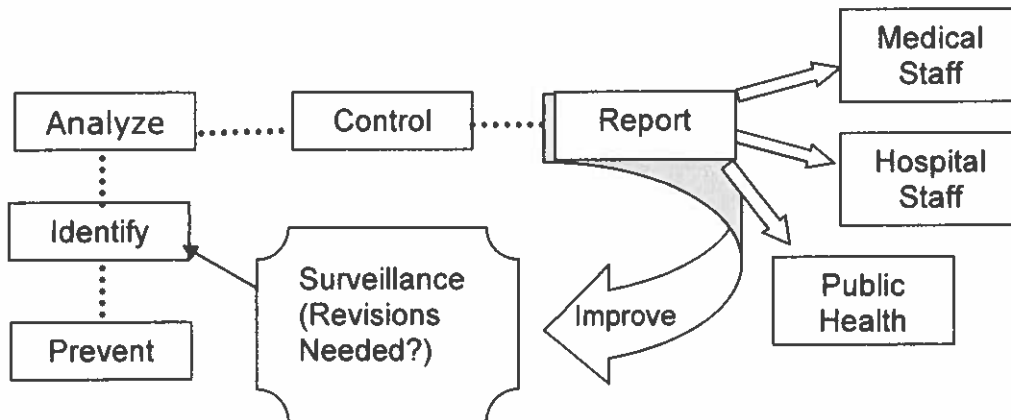 Medical
Staff
Analyze
Control
Report
Hospital
Staff
Identify
Surveillance
(Revisions
Needed?)
Improve
Public
Health
Prevent